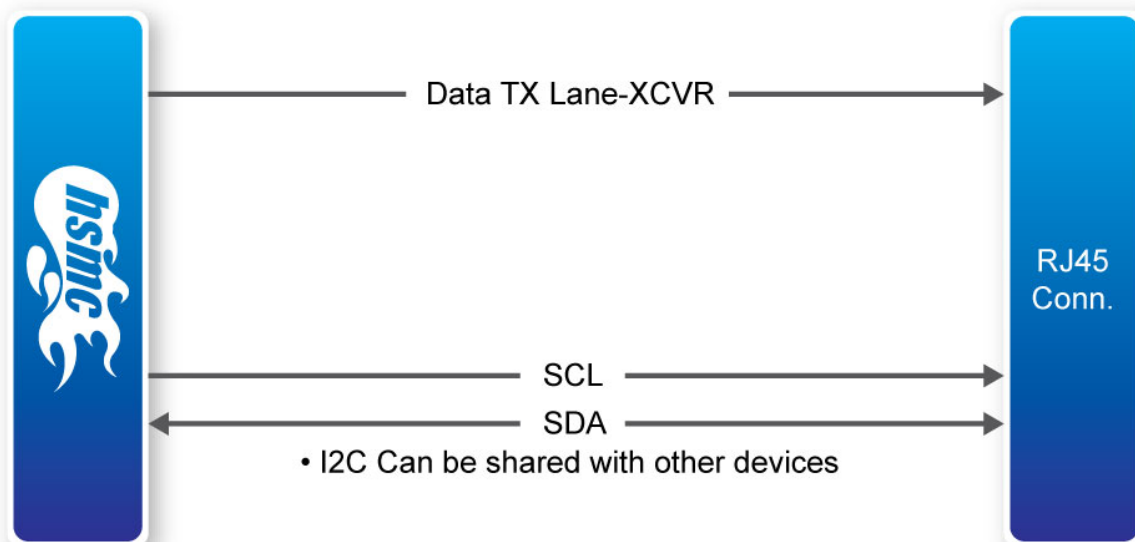 Data TX Lane-XCVR
hsmc
RJ45
Conn.
SCL
SDA
• I2C Can be shared with other devices